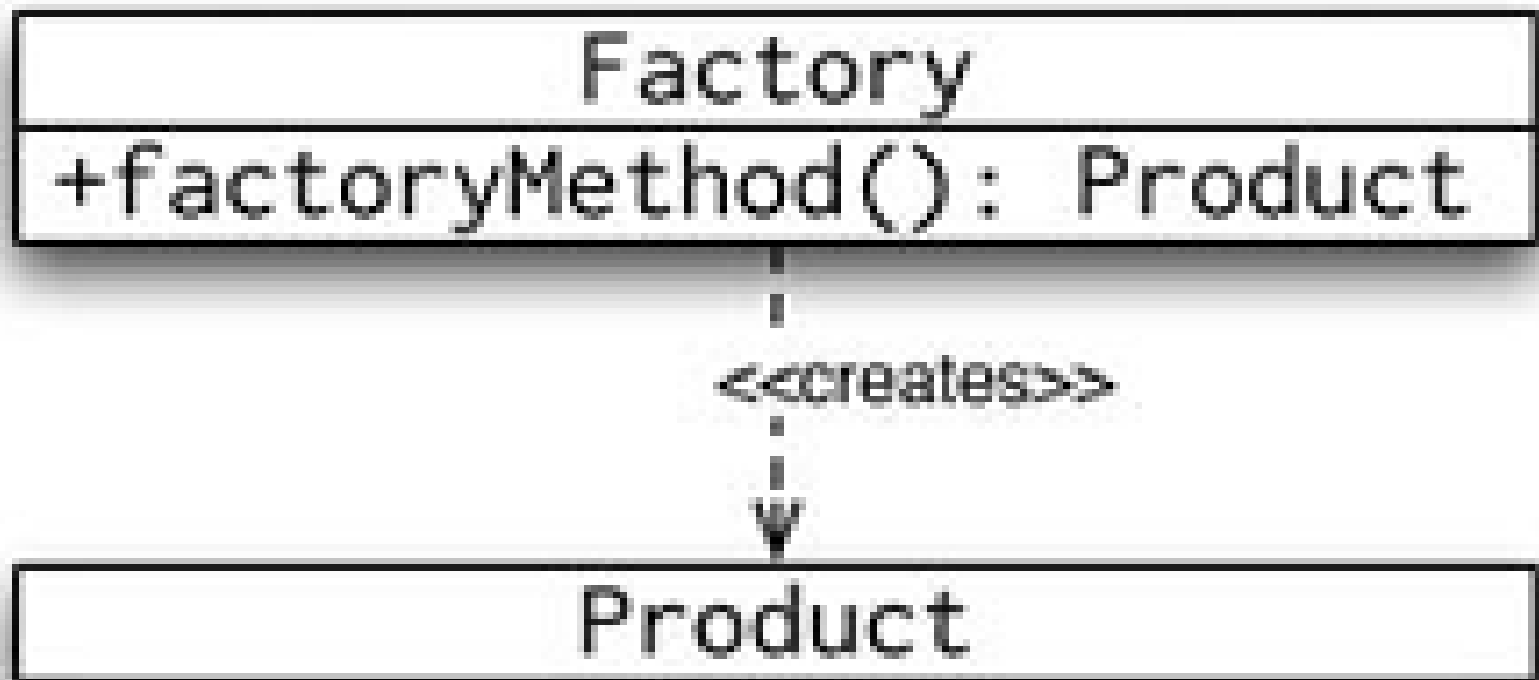 Factory
+factoryMethod(): Product
<<creates>>
Product